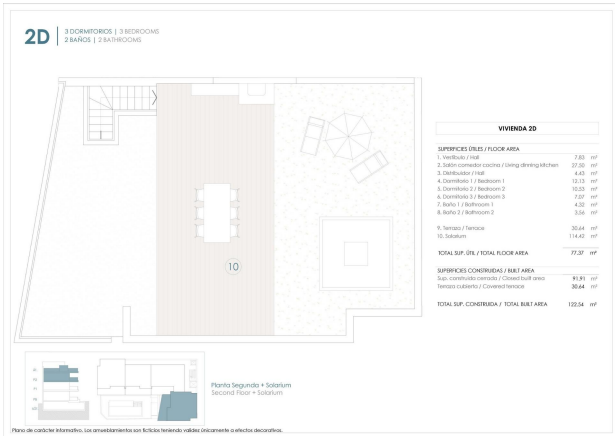 2D
3 DORMITORIOS | 3 BEDROOMS
2 BAÑOS | 2 BATHROOMS
10
VIVIENDA 2D
SUPERFICIES ÚTILES / FLOOR AREA
1. Vestíbulo / Hall 7,83 m²
2. Salón comedor cocina / Living dinning kitchen 27,50 m²
3. Distribuidor / Hall 4,43 m²
4. Dormitorio 1 / Bedroom 1 12,13 m²
5. Dormitorio 2 / Bedroom 2 10,53 m²
6. Dormitorio 3 / Bedroom 3 7,07 m²
7. Baño 1 / Bathroom 1 4,32 m²
8. Baño 2 / Bathroom 2 3,56 m²
9. Terraza / Terrace 30,64 m²
10. Solarium 114,42 m²
TOTAL SUP. ÚTIL / TOTAL FLOOR AREA 77,37 m²
SUPERFICIES CONSTRUIDAS / BUILT AREA
Sup. construida cerrada / Closed built area 91,91 m²
Terraza cubierta / Covered terrace 30,64 m²
TOTAL SUP. CONSTRUIDA / TOTAL BUILT AREA 122,54 m²
Planta Segunda + Solarium
Second Floor + Solarium
Plano de carácter informativo. Los amueblamientos son ficticios teniendo validez únicamente a efectos decorativos.